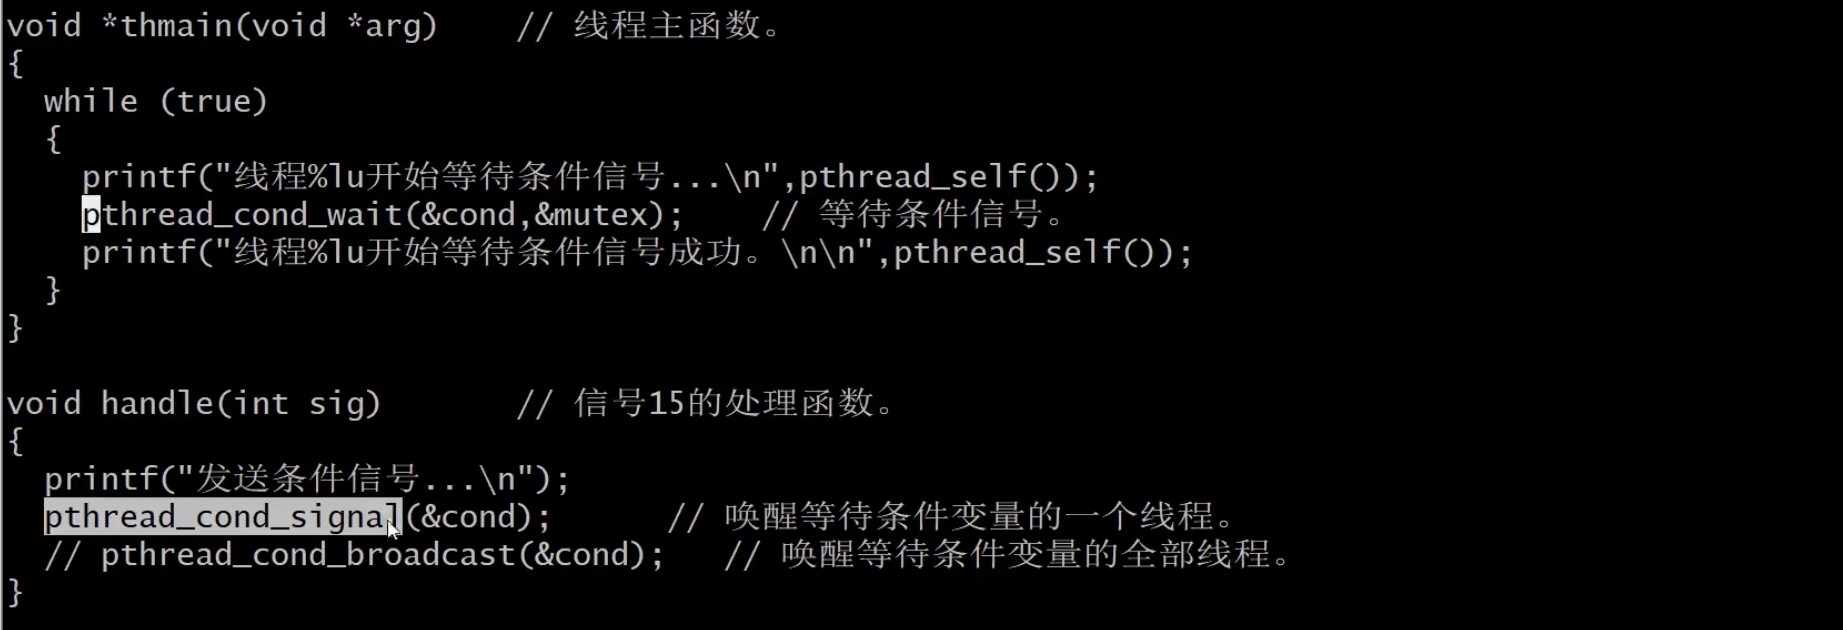 void *thmain(void *arg)    // 线程主函数。
{
  while (true)
  {
    printf("线程%lu开始等待条件信号...\n",pthread_self());
    pthread_cond_wait(&cond,&mutex);    // 等待条件信号。
    printf("线程%lu开始等待条件信号成功。\n\n",pthread_self());
  }
}

void handle(int sig)       // 信号15的处理函数。
{
  printf("发送条件信号...\n");
  pthread_cond_signal(&cond);      // 唤醒等待条件变量的一个线程。
  // pthread_cond_broadcast(&cond);   // 唤醒等待条件变量的全部线程。
}